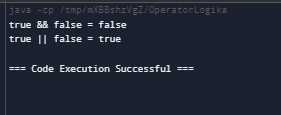 java -cp /tmp/mXBBshzVgZ/OperatorLogika
true && false = false
true || false = true
=== Code Execution Successful ===